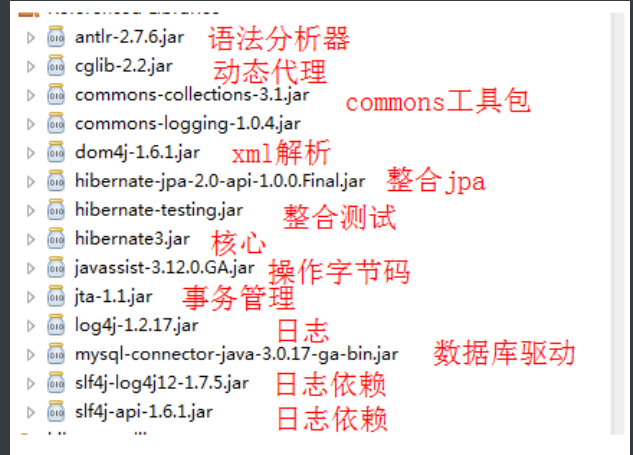 antlr-2.7.6.jar 语法分析器
cglib-2.2.jar 动态代理
commons-collections-3.1.jar commons工具包
commons-logging-1.0.4.jar
dom4j-1.6.1.jar xml解析
hibernate-jpa-2.0-api-1.0.0.Final.jar 整合jpa
hibernate-testing.jar 整合测试
hibernate3.jar 核心
javassist-3.12.0.GA.jar 操作字节码
jta-1.1.jar 事务管理
log4j-1.2.17.jar 日志
mysql-connector-java-3.0.17-ga-bin.jar 数据库驱动
slf4j-log4j12-1.7.5.jar 日志依赖
slf4j-api-1.6.1.jar 日志依赖